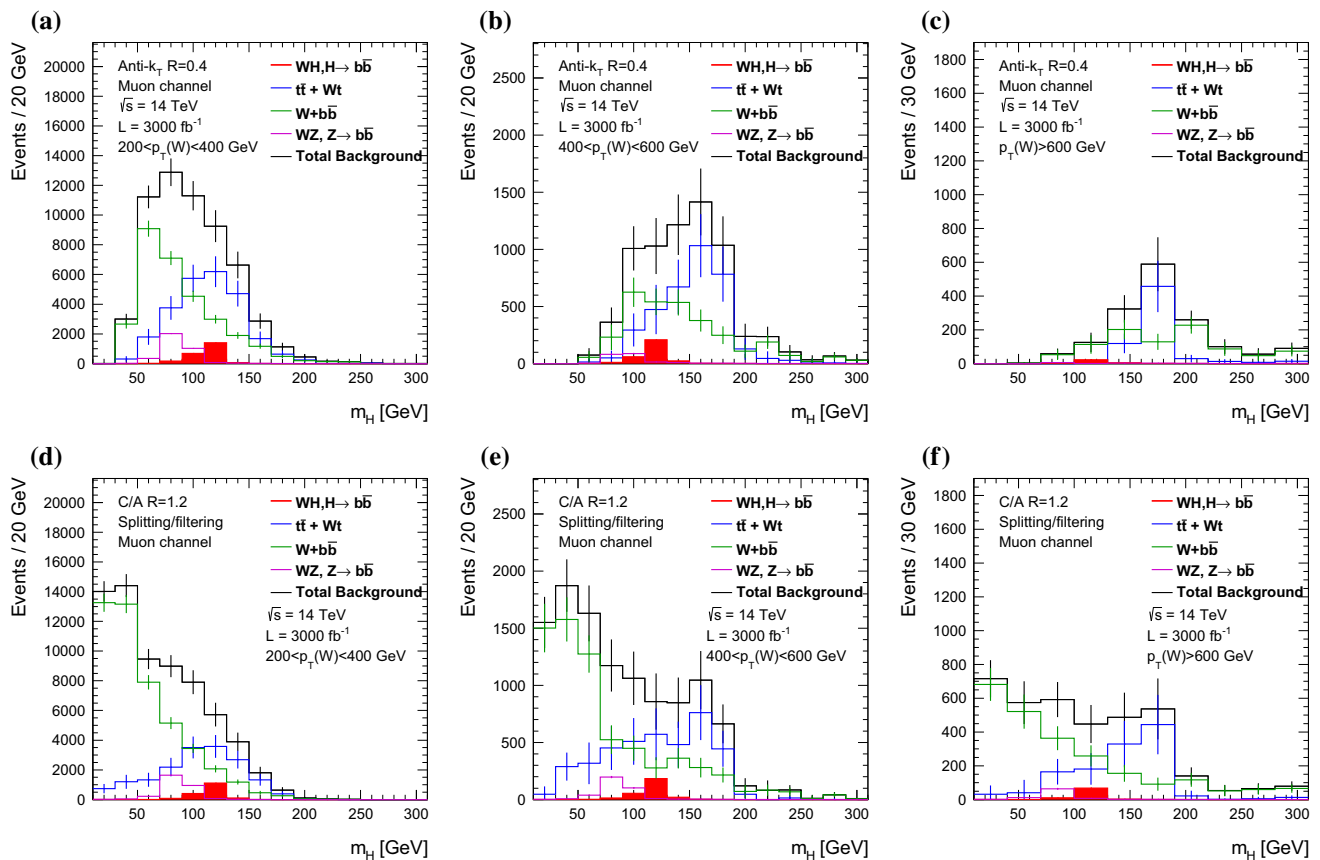 (a)
Events / 20 GeV
20000
18000
16000
14000
12000
10000
8000
6000
4000
2000
0
Anti-k_T R=0.4
Muon channel
√s = 14 TeV
L = 3000 fb⁻¹
200<p_T(W)<400 GeV
WH,H→ bb̅
tt̅ + Wt
W+bb̅
WZ, Z→ bb̅
Total Background
50 100 150 200 250 300
m_H [GeV]
(b)
Events / 20 GeV
2500
2000
1500
1000
500
0
Anti-k_T R=0.4
Muon channel
√s = 14 TeV
L = 3000 fb⁻¹
400<p_T(W)<600 GeV
WH,H→ bb̅
tt̅ + Wt
W+bb̅
WZ, Z→ bb̅
Total Background
50 100 150 200 250 300
m_H [GeV]
(c)
Events / 30 GeV
1800
1600
1400
1200
1000
800
600
400
200
0
Anti-k_T R=0.4
Muon channel
√s = 14 TeV
L = 3000 fb⁻¹
p_T(W)>600 GeV
WH,H→ bb̅
tt̅ + Wt
W+bb̅
WZ, Z→ bb̅
Total Background
50 100 150 200 250 300
m_H [GeV]
(d)
Events / 20 GeV
20000
18000
16000
14000
12000
10000
8000
6000
4000
2000
0
C/A R=1.2
Splitting/filtering
Muon channel
WH,H→ bb̅
tt̅ + Wt
W+bb̅
WZ, Z→ bb̅
Total Background
√s = 14 TeV
L = 3000 fb⁻¹
200<p_T(W)<400 GeV
50 100 150 200 250 300
m_H [GeV]
(e)
Events / 20 GeV
2500
2000
1500
1000
500
0
C/A R=1.2
Splitting/filtering
Muon channel
WH,H→ bb̅
tt̅ + Wt
W+bb̅
WZ, Z→ bb̅
Total Background
√s = 14 TeV
L = 3000 fb⁻¹
400<p_T(W)<600 GeV
50 100 150 200 250 300
m_H [GeV]
(f)
Events / 30 GeV
1800
1600
1400
1200
1000
800
600
400
200
0
C/A R=1.2
Splitting/filtering
Muon channel
WH,H→ bb̅
tt̅ + Wt
W+bb̅
WZ, Z→ bb̅
Total Background
√s = 14 TeV
L = 3000 fb⁻¹
p_T(W)>600 GeV
50 100 150 200 250 300
m_H [GeV]